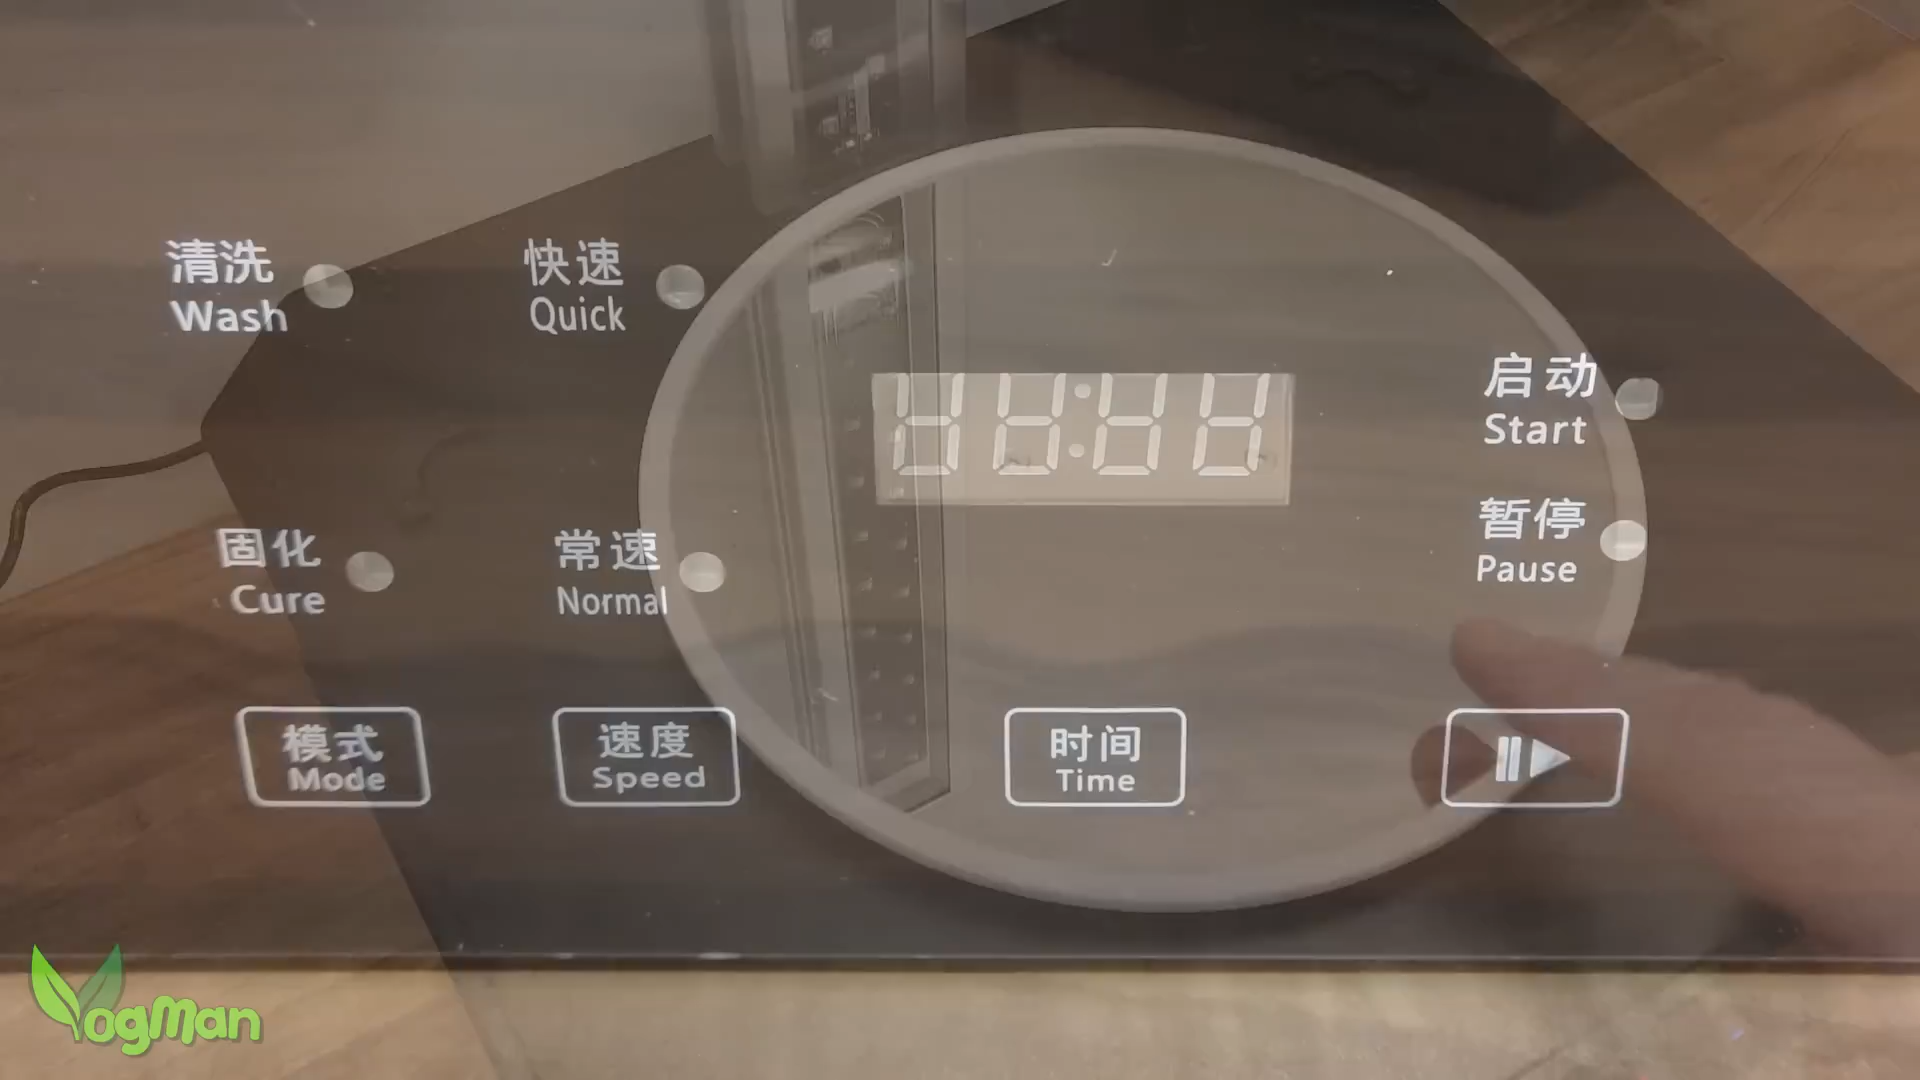 清洗
Wash
快速
Quick
启动
Start
暂停
Pause
固化
Cure
常速
Normal
模式
Mode
速度
Speed
时间
Time
YogMan